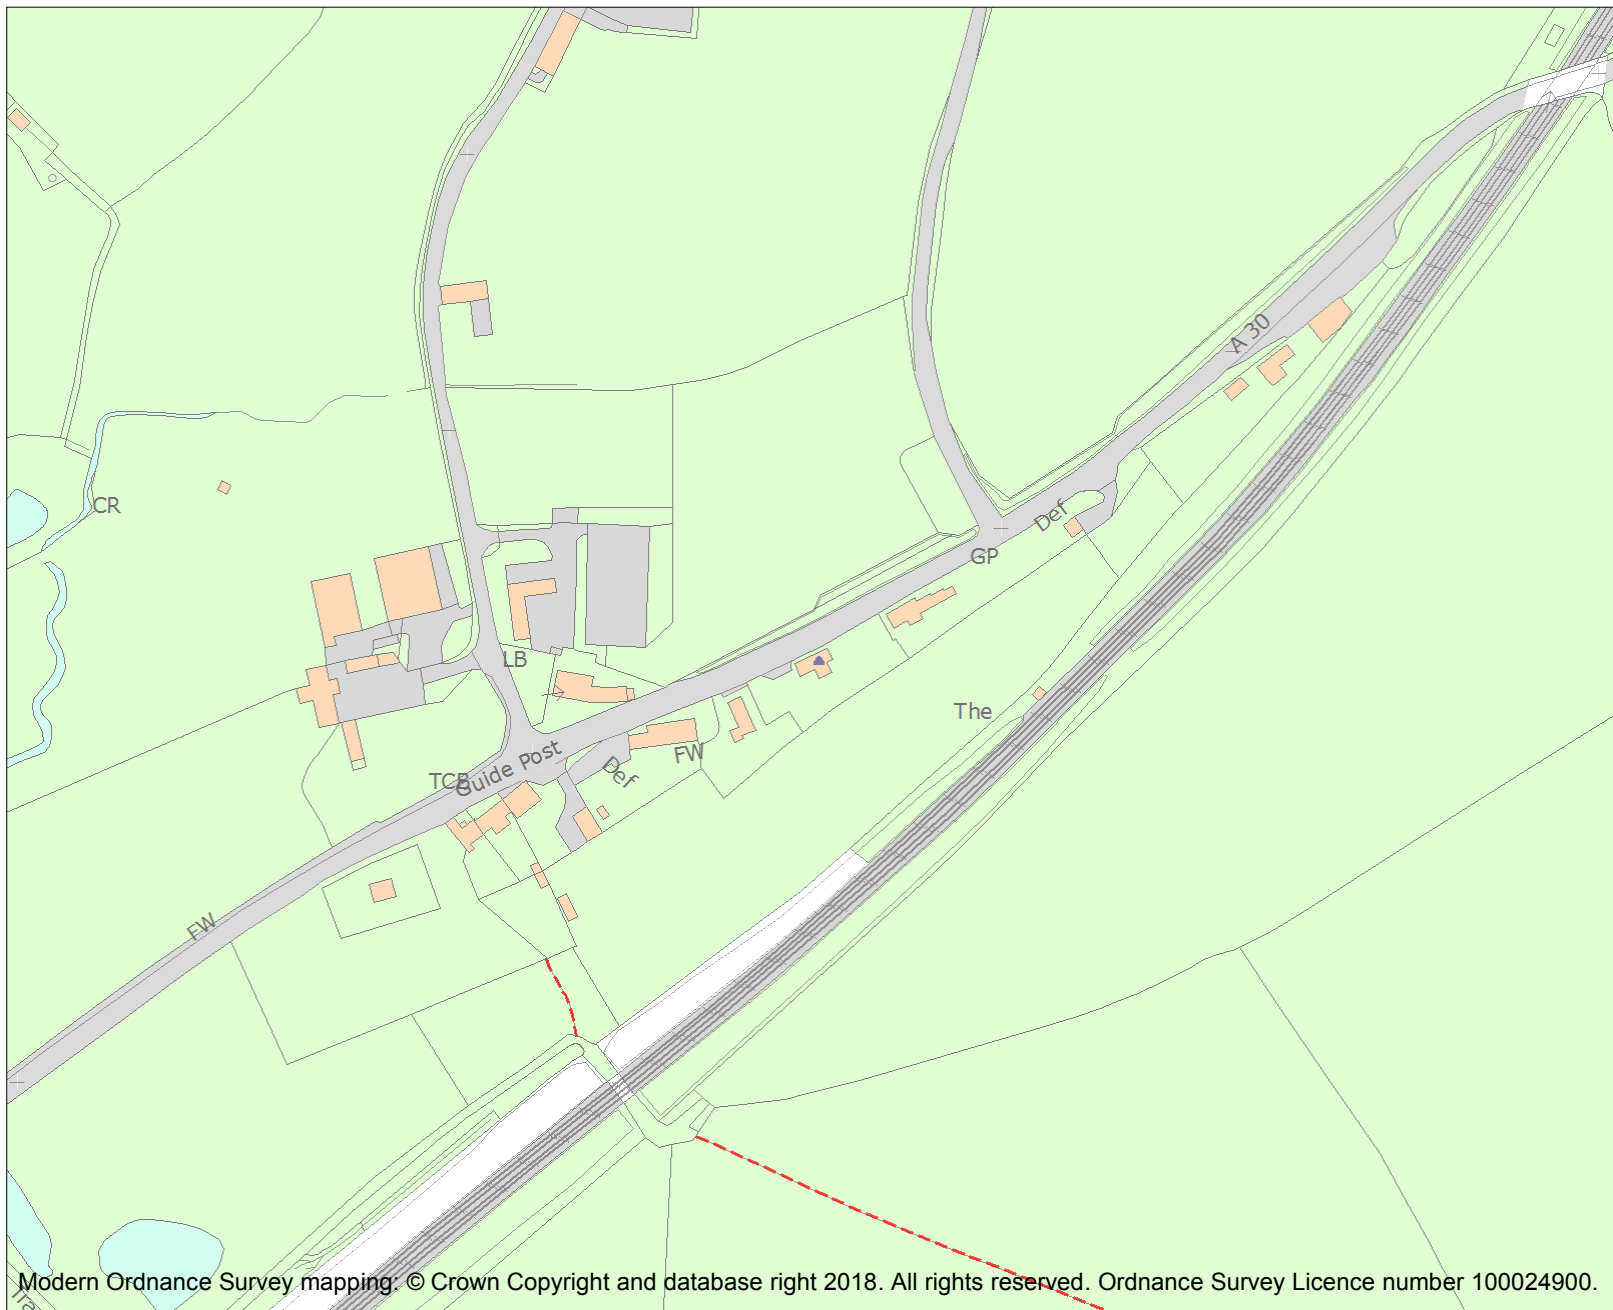 A 30
CR
Def
GP
LB
The
FW
Guide Post
TCB
Def
FW
Modern Ordnance Survey mapping: © Crown Copyright and database right 2018. All rights reserved. Ordnance Survey Licence number 100024900.
Tra